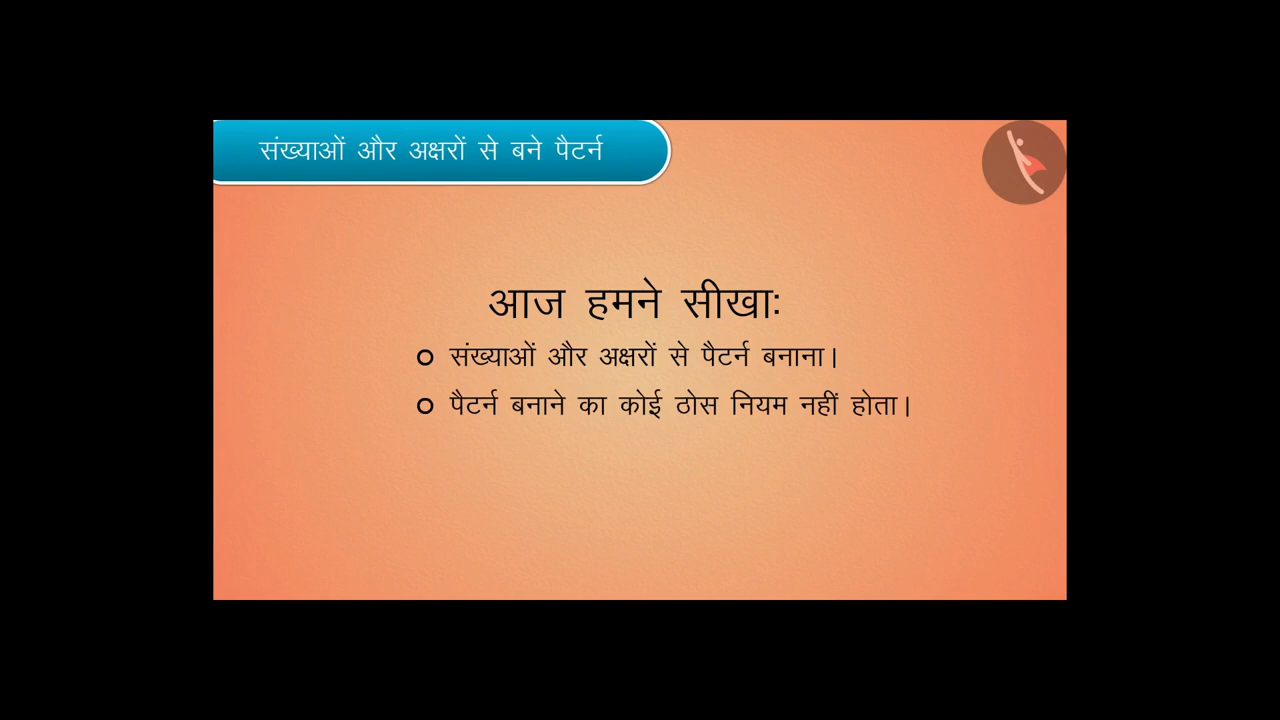 संख्याओं और अक्षरों से बने पैटर्न
आज हमने सीखाः
संख्याओं और अक्षरों से पैटर्न बनाना।
पैटर्न बनाने का कोई ठोस नियम नहीं होता।